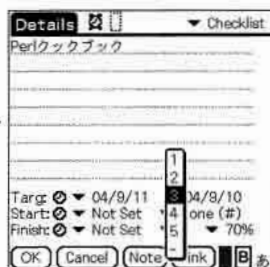 Details ▼ Checklist
Perlクックブック
1
2
3
4
5
-
Targ: ▼ 04/9/11 04/9/10
Start: ▼ Not Set one (#)
Finish: ▼ Not Set ▼ 70%
OK Cancel Note ink B あ